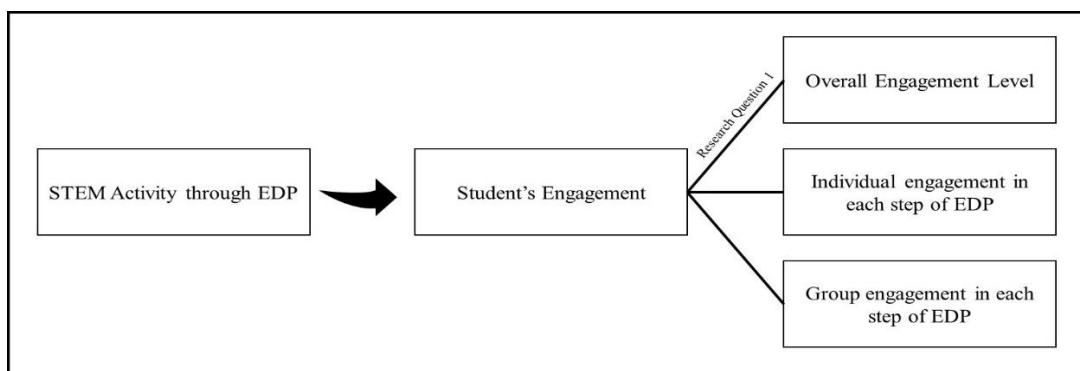 STEM Activity through EDP
Student's Engagement
Research Question 1
Overall Engagement Level
Individual engagement in
each step of EDP
Group engagement in each
step of EDP